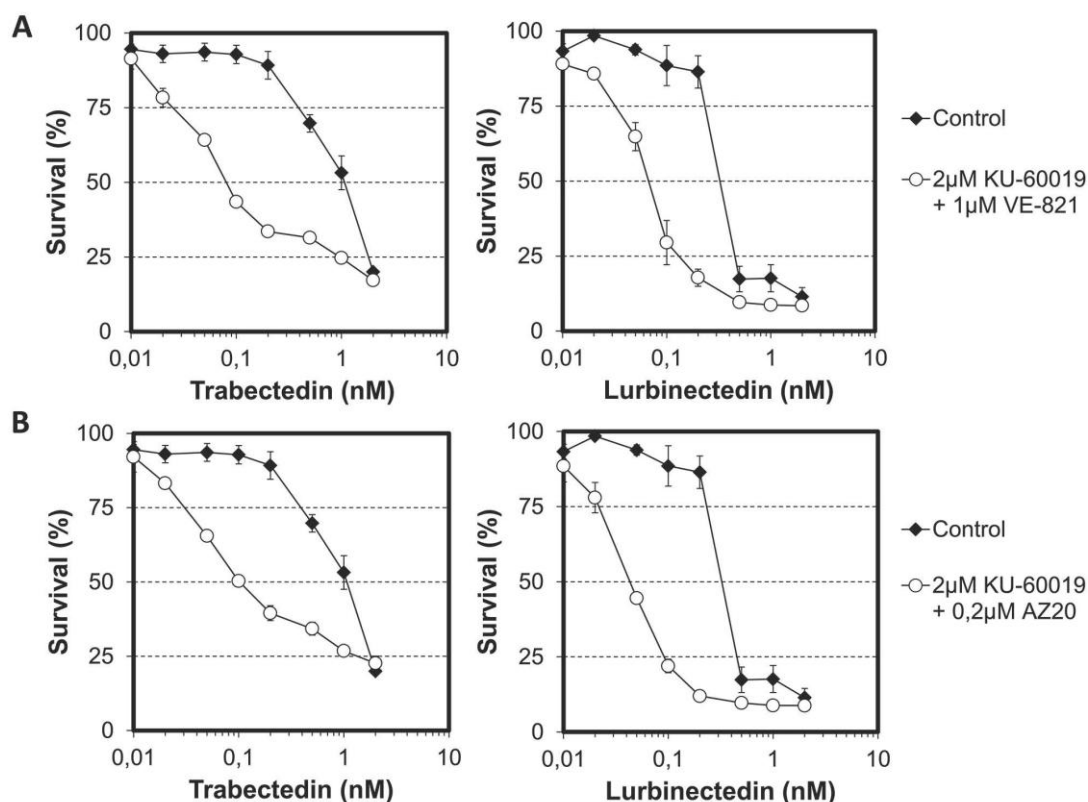 A
100
75
50
25
0
Survival (%)
0,01 0,1 1 10
Trabectedin (nM)
100
75
50
25
0
Survival (%)
0,01 0,1 1 10
Lurbinectedin (nM)
Control
2µM KU-60019
+ 1µM VE-821
B
100
75
50
25
0
Survival (%)
0,01 0,1 1 10
Trabectedin (nM)
100
75
50
25
0
Survival (%)
0,01 0,1 1 10
Lurbinectedin (nM)
Control
2µM KU-60019
+ 0,2µM AZ20